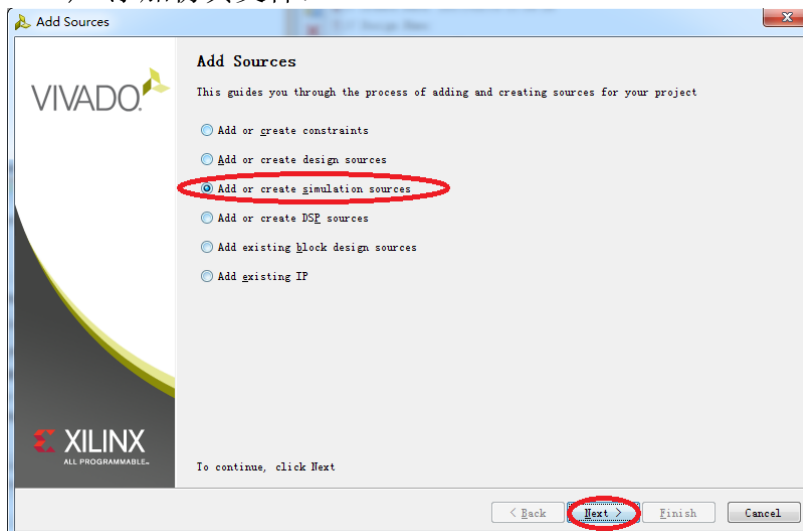 Add Sources
VIVADO
Add Sources
This guides you through the process of adding and creating sources for your project
Add or create constraints
Add or create design sources
Add or create simulation sources
Add or create DSP sources
Add existing block design sources
Add existing IP
XILINX
ALL PROGRAMMABLE.
To continue, click Next
< Back
Next >
Finish
Cancel